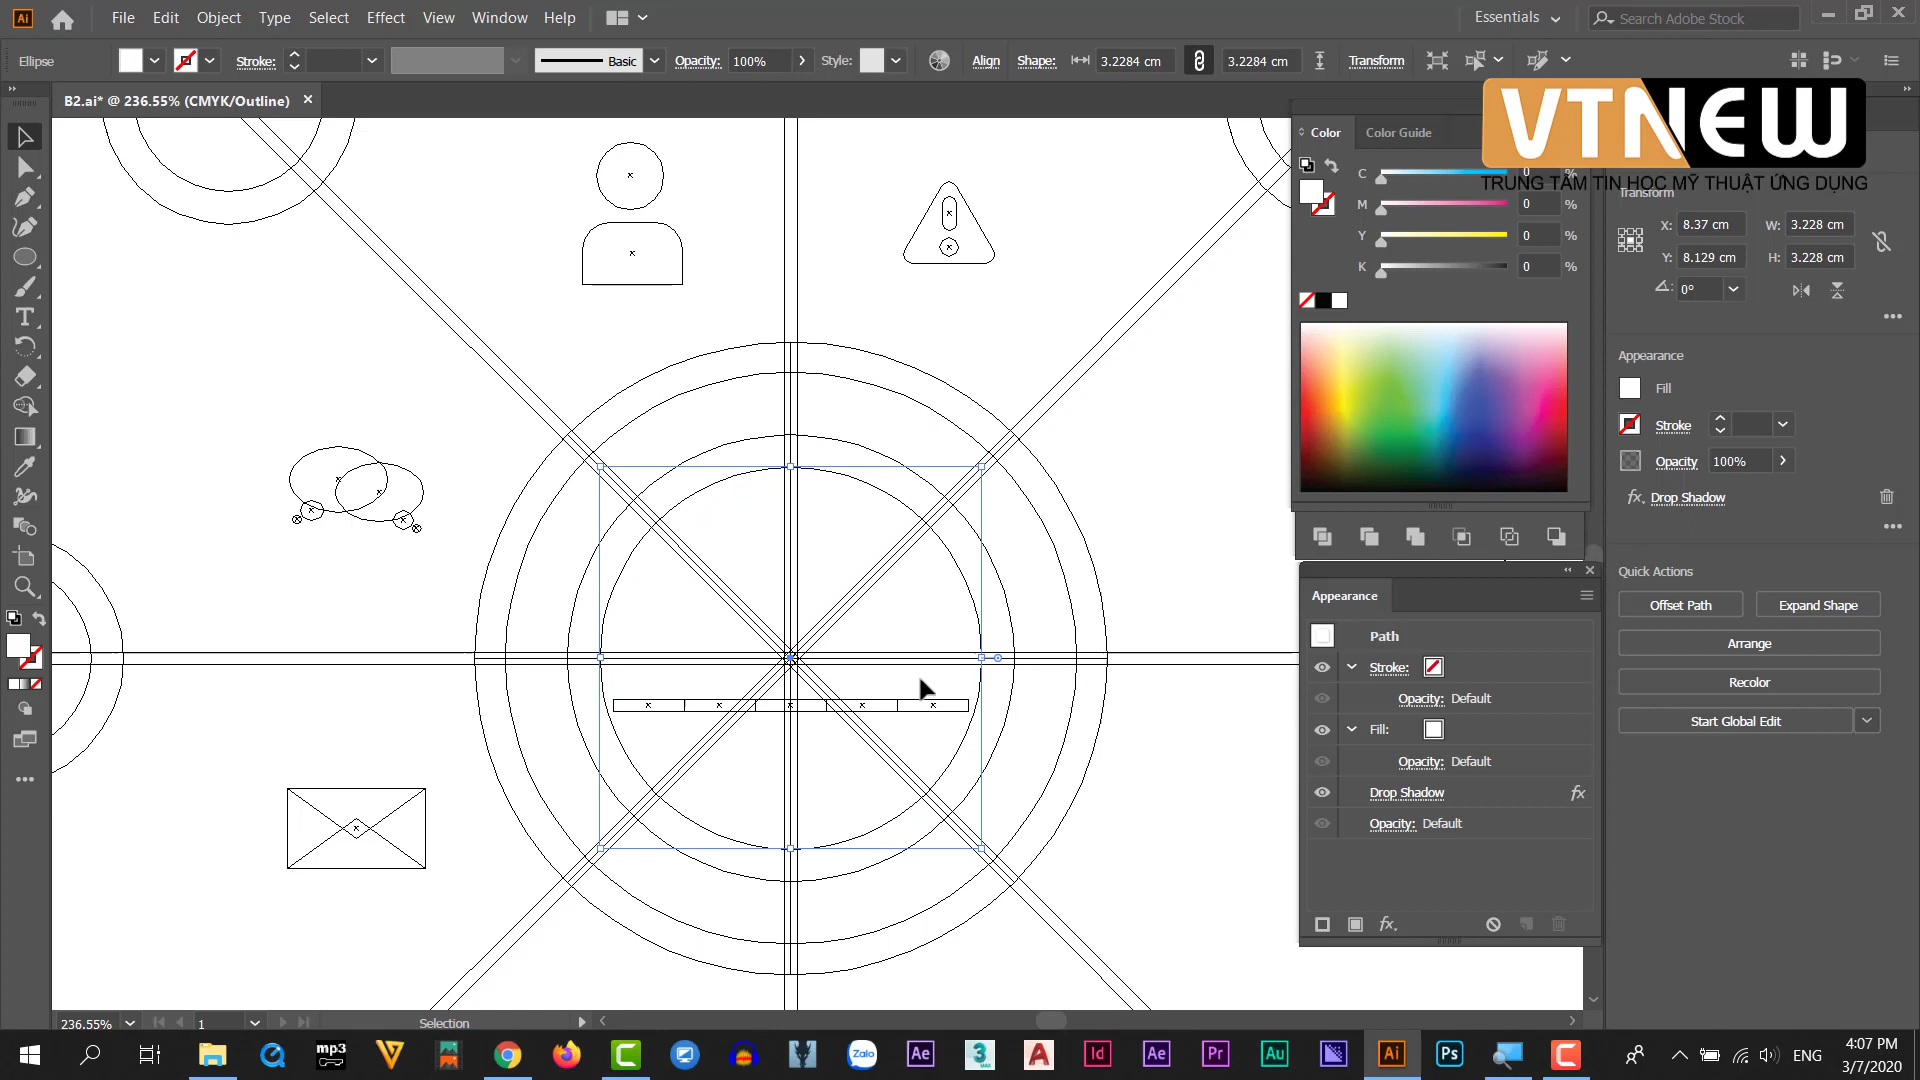 Ai File Edit Object Type Select Effect View Window Help Essentials Search Adobe Stock
Ellipse Stroke: Basic Opacity: 100% Style: Align Shape: 3.2284 cm 3.2284 cm Transform
B2.ai* @ 236.55% (CMYK/Outline)
VTNEW
TRUNG TÂM TIN HỌC MỸ THUẬT ỨNG DỤNG
Color Color Guide
C 0 %
M 0 %
Y 0 %
K 0 %
Transform
X: 8.37 cm W: 3.228 cm
Y: 8.129 cm H: 3.228 cm
0°
Appearance
Fill
Stroke
Opacity 100%
fx. Drop Shadow
Quick Actions
Offset Path Expand Shape
Arrange
Recolor
Start Global Edit
Appearance
Path
Stroke:
Opacity: Default
Fill:
Opacity: Default
Drop Shadow fx
Opacity: Default
fx.
236.55% 1 Selection
mp3 Zalo Ae 3 MAX A Id Ae Pr Au Ai Ps ENG
4:07 PM
3/7/2020